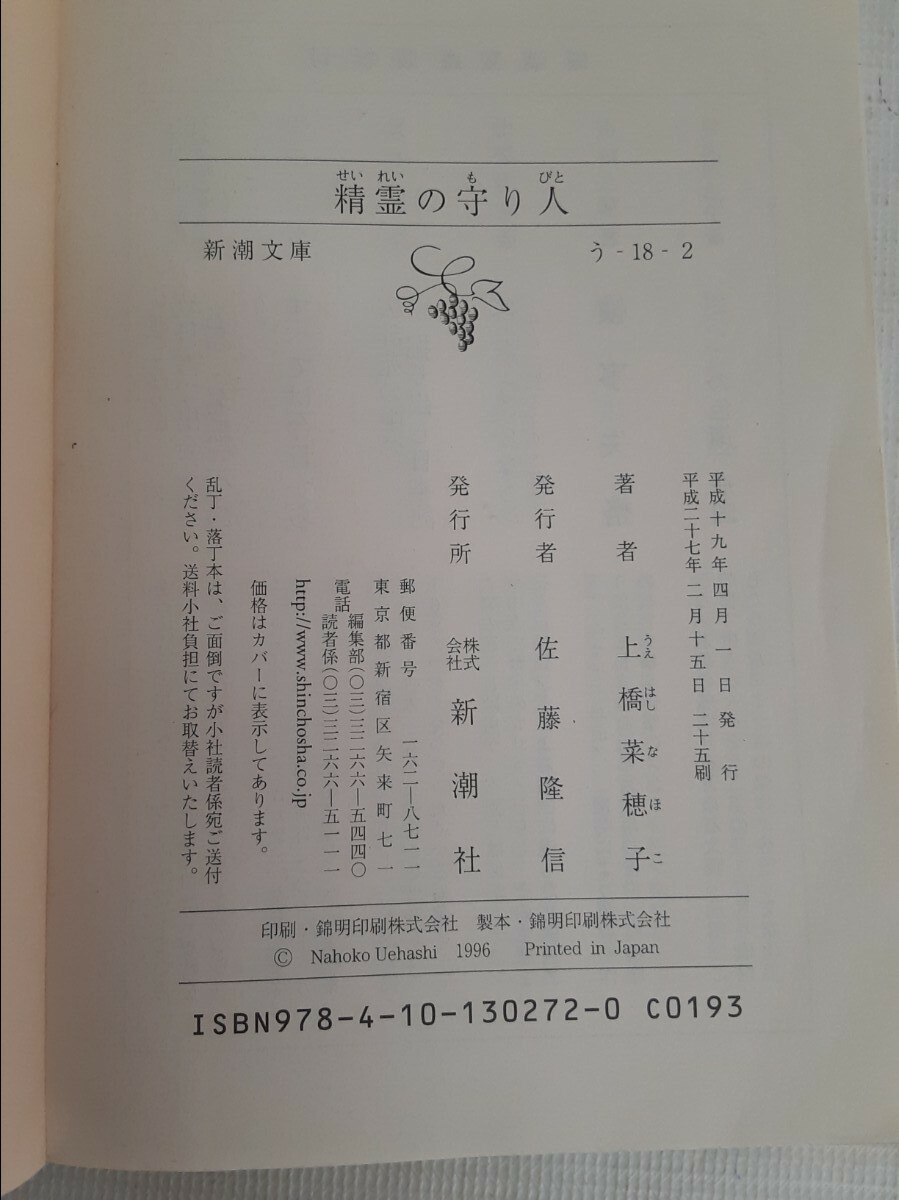 精霊の守り人
せいれい も びと
新潮文庫 う-18-2
平成十九年四月一日発行
平成二十七年二月十五日二十五刷
著者 上橋菜穂子
うえ はし な ほ こ
発行者 佐藤隆信
発行所 株式会社 新潮社
郵便番号 一六二―八七一一
東京都新宿区矢来町七一
電話 編集部(〇三)三二六六―五四四〇
読者係(〇三)三二六六―五一一一
http://www.shinchosha.co.jp
価格はカバーに表示してあります。
乱丁・落丁本は、ご面倒ですが小社読者係宛ご送付
ください。送料小社負担にてお取替えいたします。
印刷・錦明印刷株式会社 製本・錦明印刷株式会社
© Nahoko Uehashi 1996 Printed in Japan
ISBN978-4-10-130272-0 C0193